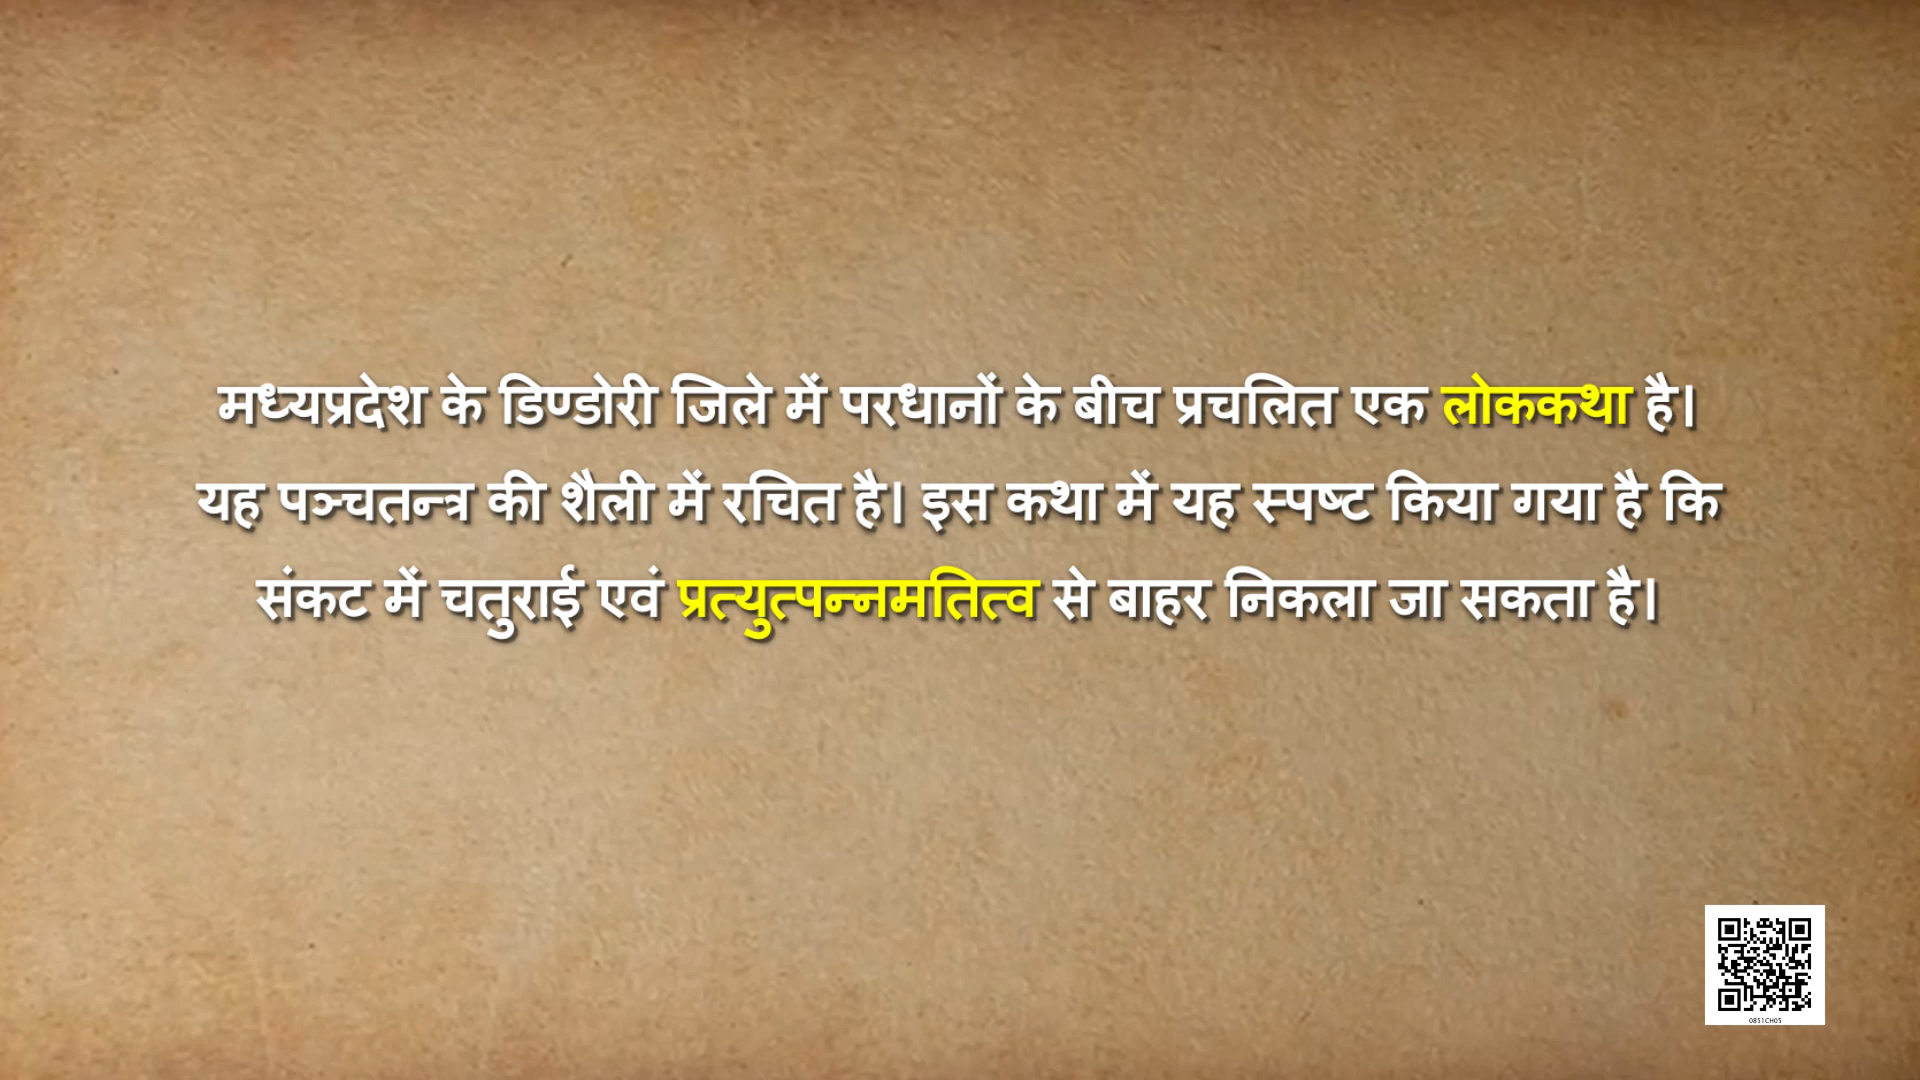 मध्यप्रदेश के डिण्डोरी जिले में परधानों के बीच प्रचलित एक लोककथा है।
यह पञ्चतन्त्र की शैली में रचित है। इस कथा में यह स्पष्ट किया गया है कि
संकट में चतुराई एवं प्रत्युत्पन्नमतित्व से बाहर निकला जा सकता है।
0851CH05